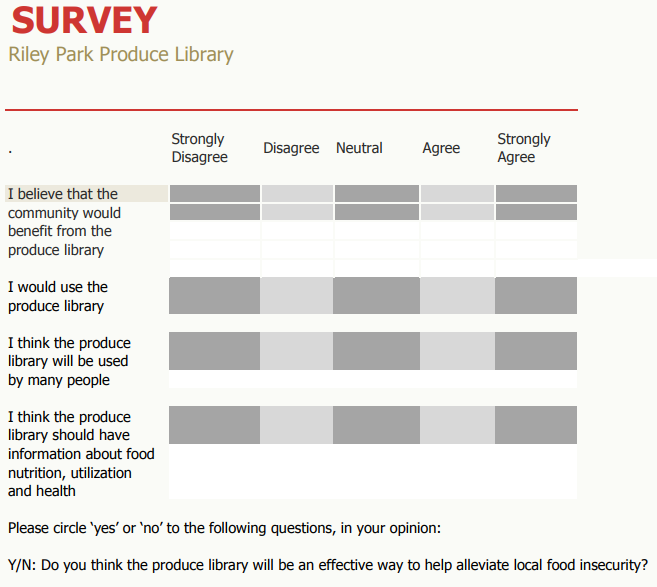 SURVEY
Riley Park Produce Library
.
Strongly Disagree
Disagree
Neutral
Agree
Strongly Agree
I believe that the
community would
benefit from the
produce library
I would use the
produce library
I think the produce
library will be used
by many people
I think the produce
library should have
information about food
nutrition, utilization
and health
Please circle ‘yes’ or ‘no’ to the following questions, in your opinion:
Y/N: Do you think the produce library will be an effective way to help alleviate local food insecurity?